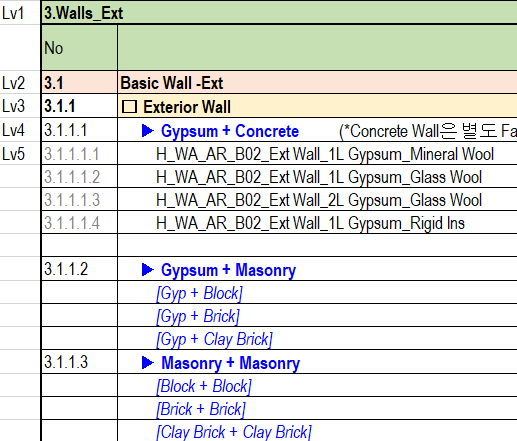 Lv1 3.Walls_Ext
No
Lv2 3.1 Basic Wall -Ext
Lv3 3.1.1 □ Exterior Wall
Lv4 3.1.1.1 ▶ Gypsum + Concrete (*Concrete Wall은 별도 Fa
Lv5 3.1.1.1.1 H_WA_AR_B02_Ext Wall_1L Gypsum_Mineral Wool
3.1.1.1.2 H_WA_AR_B02_Ext Wall_1L Gypsum_Glass Wool
3.1.1.1.3 H_WA_AR_B02_Ext Wall_2L Gypsum_Glass Wool
3.1.1.1.4 H_WA_AR_B02_Ext Wall_1L Gypsum_Rigid Ins
3.1.1.2 ▶ Gypsum + Masonry
[Gyp + Block]
[Gyp + Brick]
[Gyp + Clay Brick]
3.1.1.3 ▶ Masonry + Masonry
[Block + Block]
[Brick + Brick]
[Clay Brick + Clay Brick]